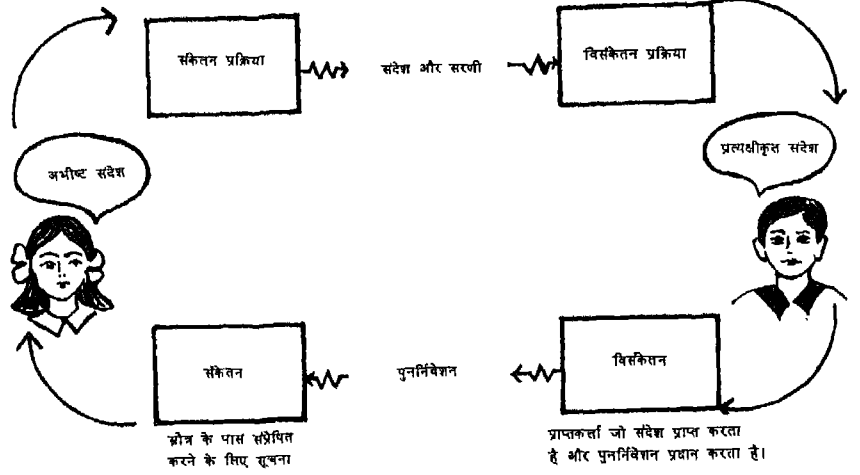 संकेतन प्रक्रिया
संदेश और सरणी
विसंकेतन प्रक्रिया
अभीष्ट संदेश
प्रत्यक्षीकृत संदेश
संकेतन
पुनर्निवेशन
विसंकेतन
श्रोत्र के पास संप्रेषित
करने के लिए सूचना
प्राप्तकर्त्ता जो संदेश प्राप्त करता
है और पुनर्निवेशन प्रदान करता है।